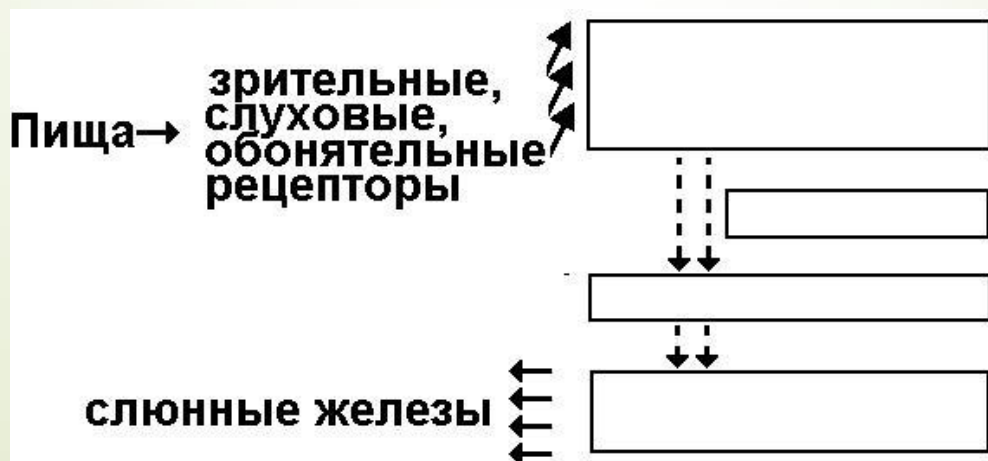 Пища→
зрительные,
слуховые,
обонятельные
рецепторы
слюнные железы